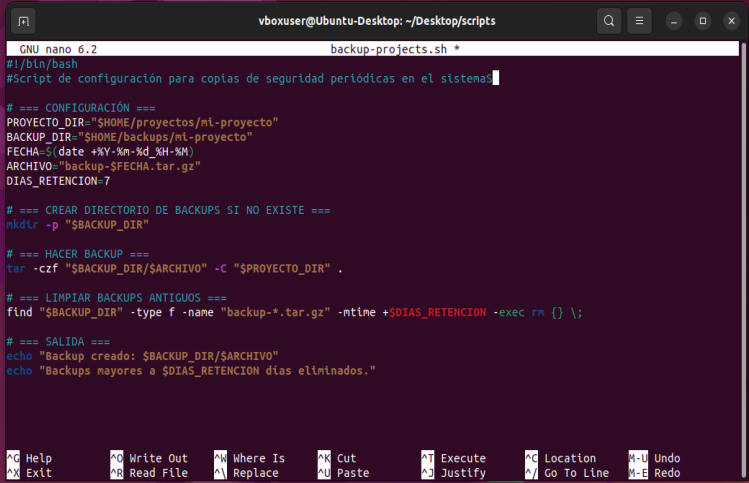 vboxuser@Ubuntu-Desktop: ~/Desktop/scripts
GNU nano 6.2 backup-projects.sh *
#!/bin/bash
#Script de configuración para copias de seguridad periódicas en el sistemaS
# === CONFIGURACIÓN ===
PROYECTO_DIR="$HOME/proyectos/mi-proyecto"
BACKUP_DIR="$HOME/backups/mi-proyecto"
FECHA=$(date +%Y-%m-%d_%H-%M)
ARCHIVO="backup-$FECHA.tar.gz"
DIAS_RETENCION=7
# === CREAR DIRECTORIO DE BACKUPS SI NO EXISTE ===
mkdir -p "$BACKUP_DIR"
# === HACER BACKUP ===
tar -czf "$BACKUP_DIR/$ARCHIVO" -C "$PROYECTO_DIR" .
# === LIMPIAR BACKUPS ANTIGUOS ===
find "$BACKUP_DIR" -type f -name "backup-*.tar.gz" -mtime +$DIAS_RETENCION -exec rm {} \;
# === SALIDA ===
echo "Backup creado: $BACKUP_DIR/$ARCHIVO"
echo "Backups mayores a $DIAS_RETENCION días eliminados."
^G Help ^O Write Out ^W Where Is ^K Cut ^T Execute ^C Location M-U Undo
^X Exit ^R Read File ^\ Replace ^U Paste ^J Justify ^/ Go To Line M-E Redo